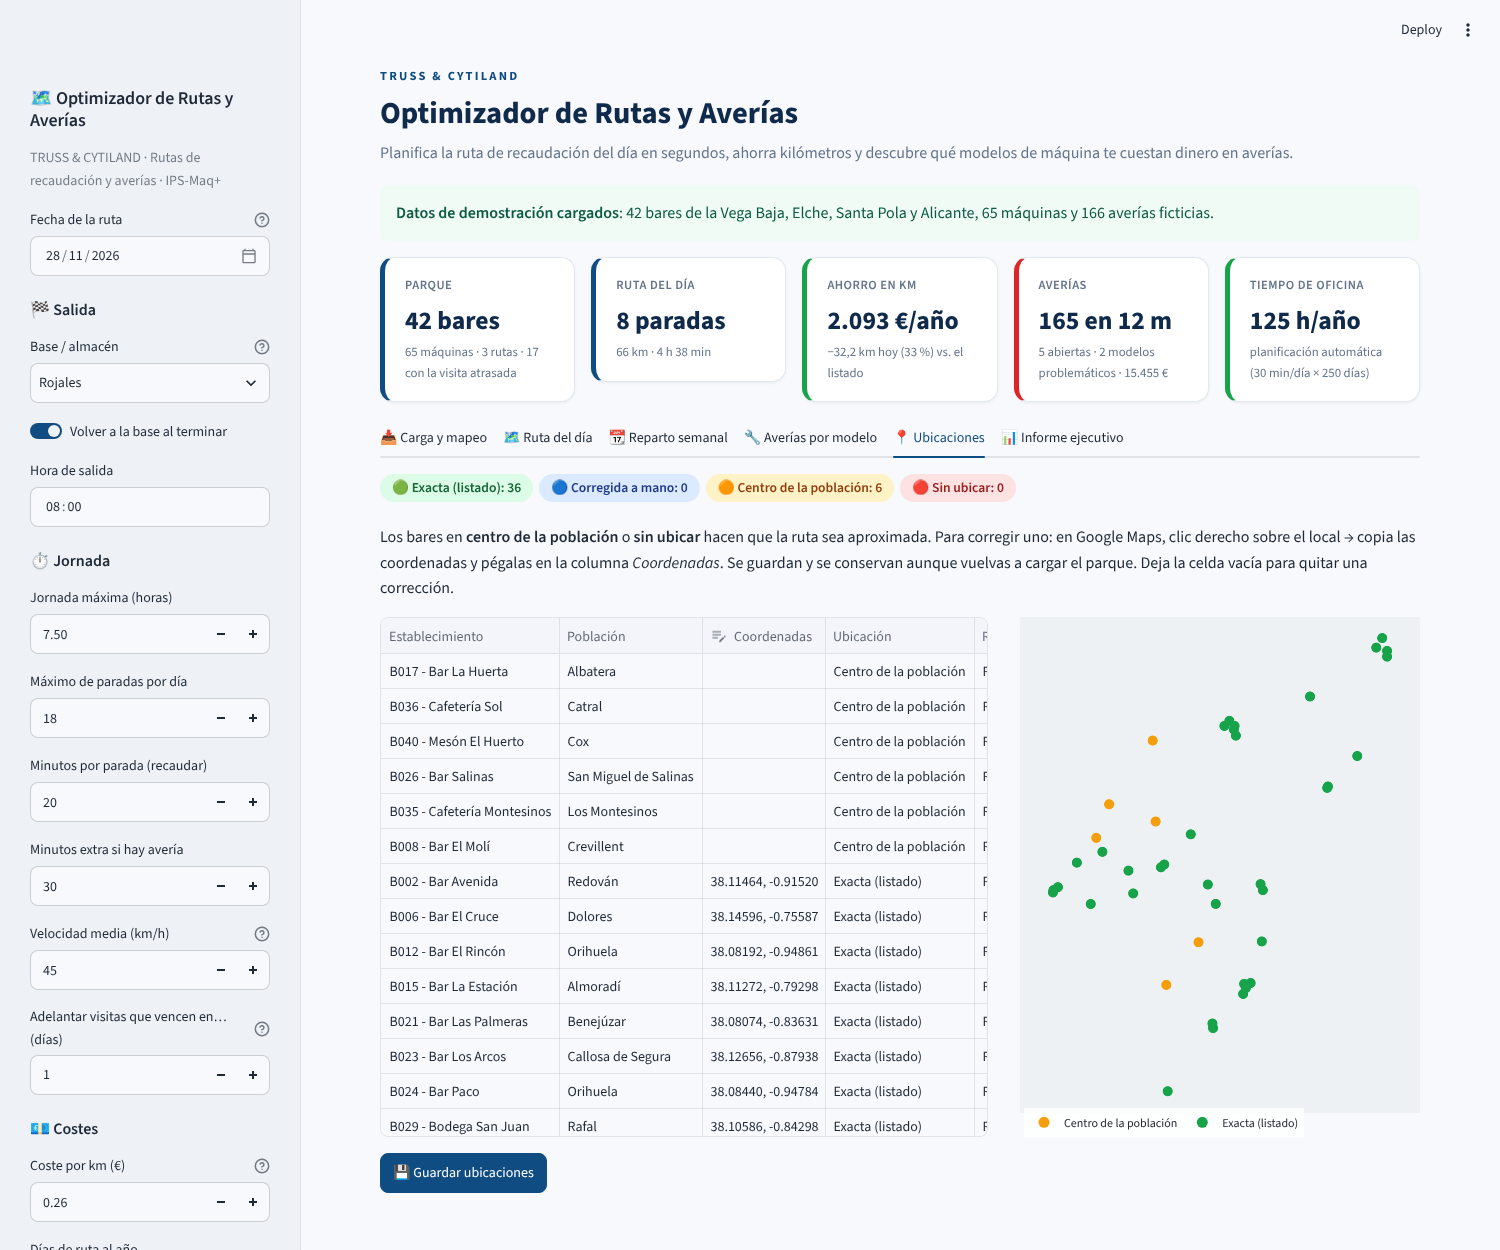 Deploy
🗺️ Optimizador de Rutas y
Averías
TRUSS & CYTILAND · Rutas de
recaudación y averías · IPS-Maq+
Fecha de la ruta
28/11/2026
🏁 Salida
Base / almacén
Rojales
Volver a la base al terminar
Hora de salida
08:00
⏱️ Jornada
Jornada máxima (horas)
7.50
Máximo de paradas por día
18
Minutos por parada (recaudar)
20
Minutos extra si hay avería
30
Velocidad media (km/h)
45
Adelantar visitas que vencen en…
(días)
1
💶 Costes
Coste por km (€)
0.26
Días de ruta al año
TRUSS & CYTILAND
Optimizador de Rutas y Averías
Planifica la ruta de recaudación del día en segundos, ahorra kilómetros y descubre qué modelos de máquina te cuestan dinero en averías.
Datos de demostración cargados: 42 bares de la Vega Baja, Elche, Santa Pola y Alicante, 65 máquinas y 166 averías ficticias.
PARQUE
42 bares
65 máquinas · 3 rutas · 17
con la visita atrasada
RUTA DEL DÍA
8 paradas
66 km · 4 h 38 min
AHORRO EN KM
2.093 €/año
−32,2 km hoy (33 %) vs. el
listado
AVERÍAS
165 en 12 m
5 abiertas · 2 modelos
problemáticos · 15.455 €
TIEMPO DE OFICINA
125 h/año
planificación automática
(30 min/día × 250 días)
📥 Carga y mapeo 🗺️ Ruta del día 📆 Reparto semanal 🔧 Averías por modelo 📍 Ubicaciones 📊 Informe ejecutivo
🟢 Exacta (listado): 36 🔵 Corregida a mano: 0 🟠 Centro de la población: 6 🔴 Sin ubicar: 0
Los bares en centro de la población o sin ubicar hacen que la ruta sea aproximada. Para corregir uno: en Google Maps, clic derecho sobre el local → copia las
coordenadas y pégalas en la columna Coordenadas. Se guardan y se conservan aunque vuelvas a cargar el parque. Deja la celda vacía para quitar una
corrección.
Establecimiento Población Coordenadas Ubicación
B017 - Bar La Huerta Albatera Centro de la población
B036 - Cafetería Sol Catral Centro de la población
B040 - Mesón El Huerto Cox Centro de la población
B026 - Bar Salinas San Miguel de Salinas Centro de la población
B035 - Cafetería Montesinos Los Montesinos Centro de la población
B008 - Bar El Molí Crevillent Centro de la población
B002 - Bar Avenida Redován 38.11464, -0.91520 Exacta (listado)
B006 - Bar El Cruce Dolores 38.14596, -0.75587 Exacta (listado)
B012 - Bar El Rincón Orihuela 38.08192, -0.94861 Exacta (listado)
B015 - Bar La Estación Almoradí 38.11272, -0.79298 Exacta (listado)
B021 - Bar Las Palmeras Benejúzar 38.08074, -0.83631 Exacta (listado)
B023 - Bar Los Arcos Callosa de Segura 38.12656, -0.87938 Exacta (listado)
B024 - Bar Paco Orihuela 38.08440, -0.94784 Exacta (listado)
B029 - Bodega San Juan Rafal 38.10586, -0.84298 Exacta (listado)
Centro de la población Exacta (listado)
💾 Guardar ubicaciones